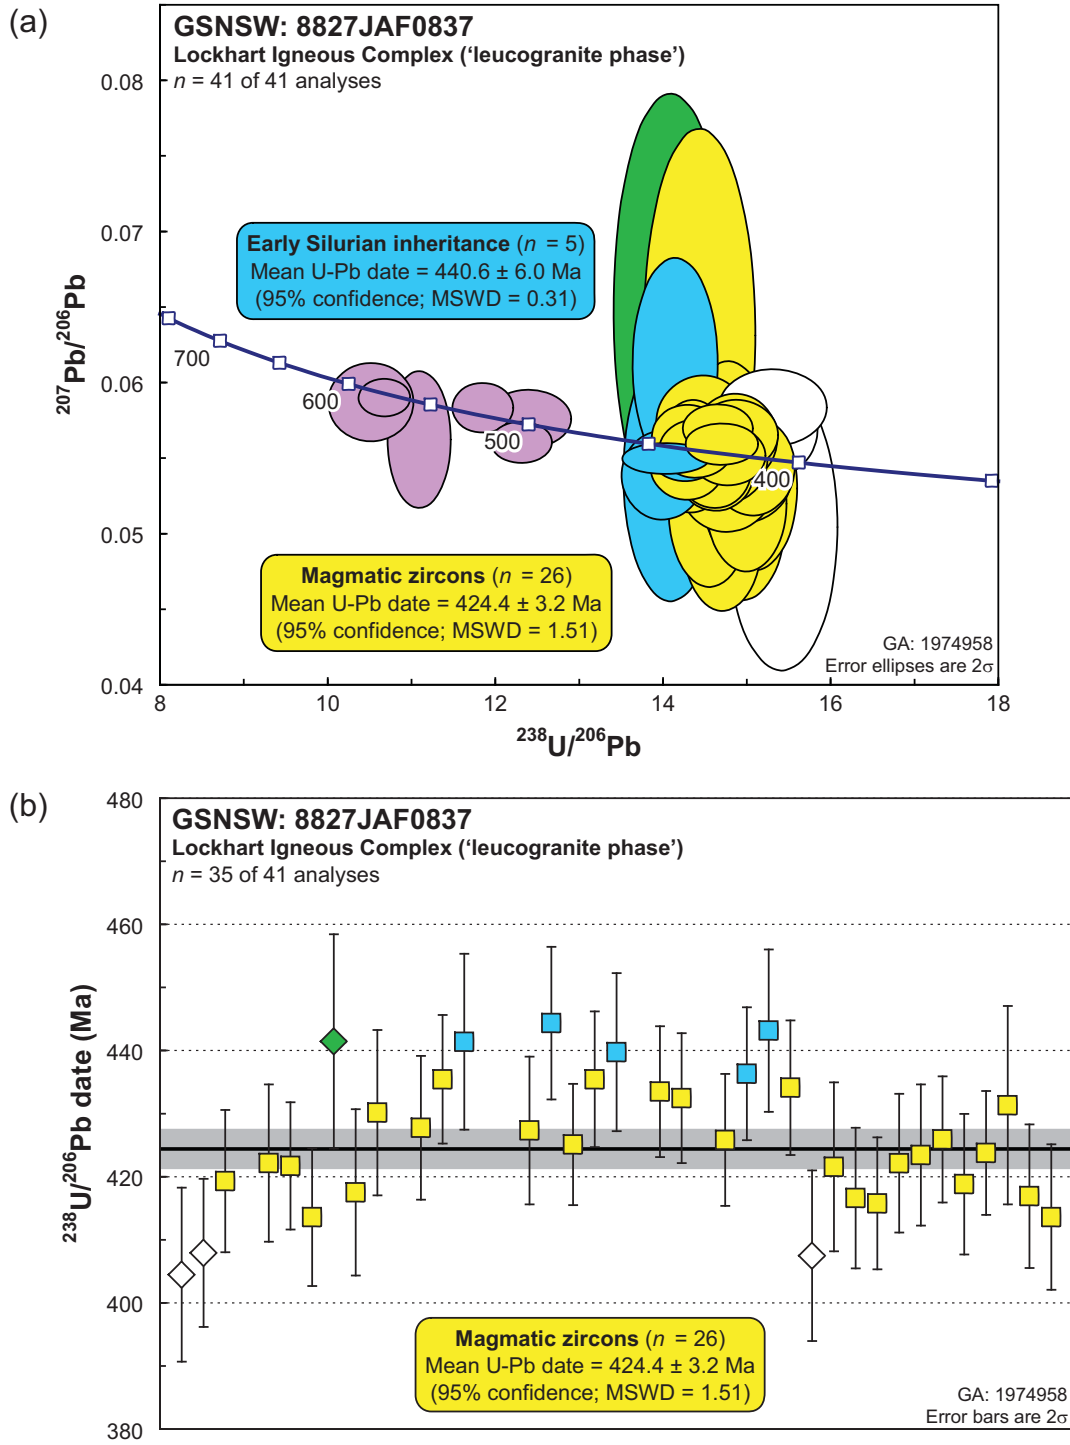 (a)
GSNSW: 8827JAF0837
Lockhart Igneous Complex (‘leucogranite phase’)
n = 41 of 41 analyses
0.08
0.07
0.06
0.05
0.04
²⁰⁷Pb/²⁰⁶Pb
Early Silurian inheritance (n = 5)
Mean U-Pb date = 440.6 ± 6.0 Ma
(95% confidence; MSWD = 0.31)
700
600
500
400
Magmatic zircons (n = 26)
Mean U-Pb date = 424.4 ± 3.2 Ma
(95% confidence; MSWD = 1.51)
GA: 1974958
Error ellipses are 2σ
8 10 12 14 16 18
²³⁸U/²⁰⁶Pb
(b)
GSNSW: 8827JAF0837
Lockhart Igneous Complex (‘leucogranite phase’)
n = 35 of 41 analyses
480
460
440
420
400
380
²³⁸U/²⁰⁶Pb date (Ma)
Magmatic zircons (n = 26)
Mean U-Pb date = 424.4 ± 3.2 Ma
(95% confidence; MSWD = 1.51)
GA: 1974958
Error bars are 2σ